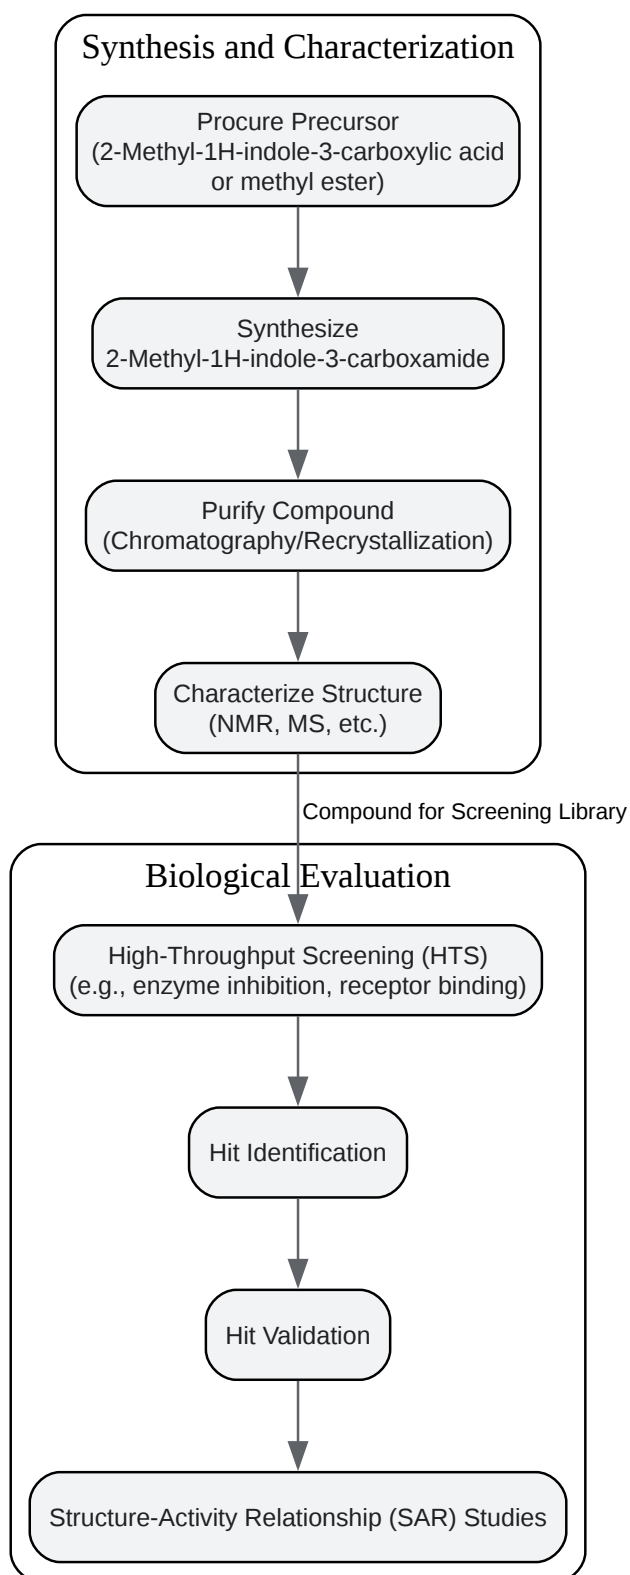 Synthesis and Characterization
Procure Precursor
(2-Methyl-1H-indole-3-carboxylic acid
or methyl ester)
Synthesize
2-Methyl-1H-indole-3-carboxamide
Purify Compound
(Chromatography/Recrystallization)
Characterize Structure
(NMR, MS, etc.)
Compound for Screening Library
Biological Evaluation
High-Throughput Screening (HTS)
(e.g., enzyme inhibition, receptor binding)
Hit Identification
Hit Validation
Structure-Activity Relationship (SAR) Studies